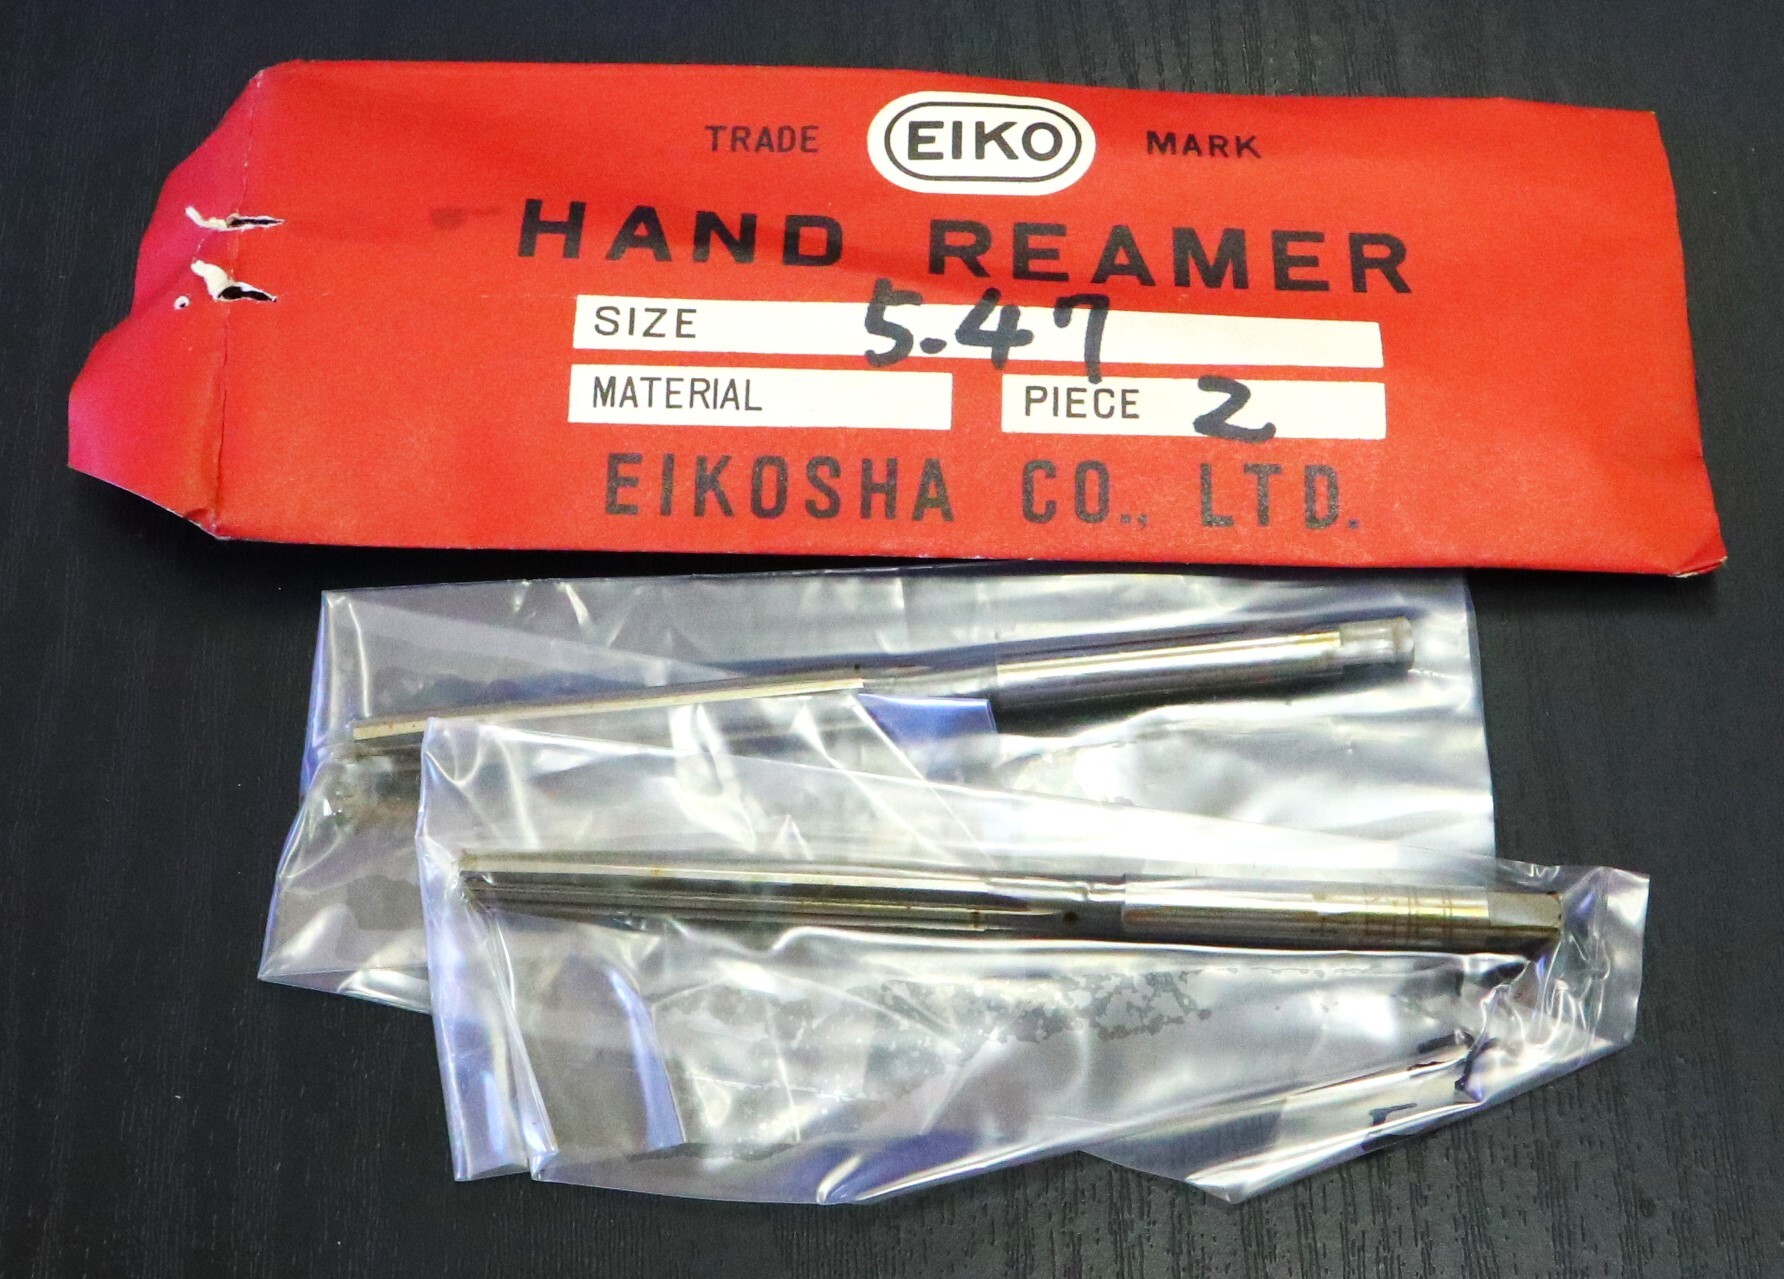 TRADE EIKO MARK
HAND REAMER
SIZE 5.47
MATERIAL PIECE 2
EIKOSHA CO., LTD.